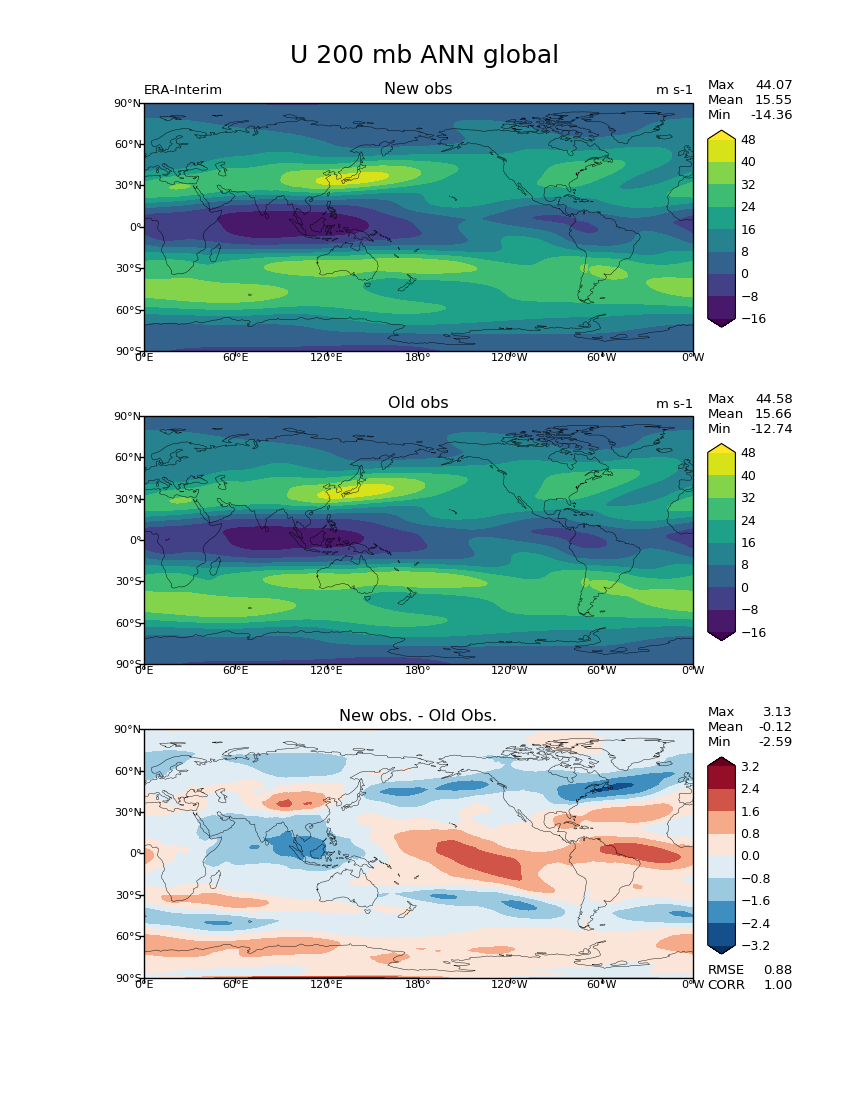 U 200 mb ANN global
ERA-Interim New obs m s-1
Max 44.07
Mean 15.55
Min -14.36
90°N
60°N
30°N
0°
30°S
60°S
90°S
0°E 60°E 120°E 180° 120°W 60°W 0°W
48
40
32
24
16
8
0
−8
−16
Old obs m s-1
Max 44.58
Mean 15.66
Min -12.74
90°N
60°N
30°N
0°
30°S
60°S
90°S
0°E 60°E 120°E 180° 120°W 60°W 0°W
48
40
32
24
16
8
0
−8
−16
New obs. - Old Obs.
Max 3.13
Mean -0.12
Min -2.59
90°N
60°N
30°N
0°
30°S
60°S
90°S
0°E 60°E 120°E 180° 120°W 60°W 0°W
3.2
2.4
1.6
0.8
0.0
−0.8
−1.6
−2.4
−3.2
RMSE 0.88
CORR 1.00